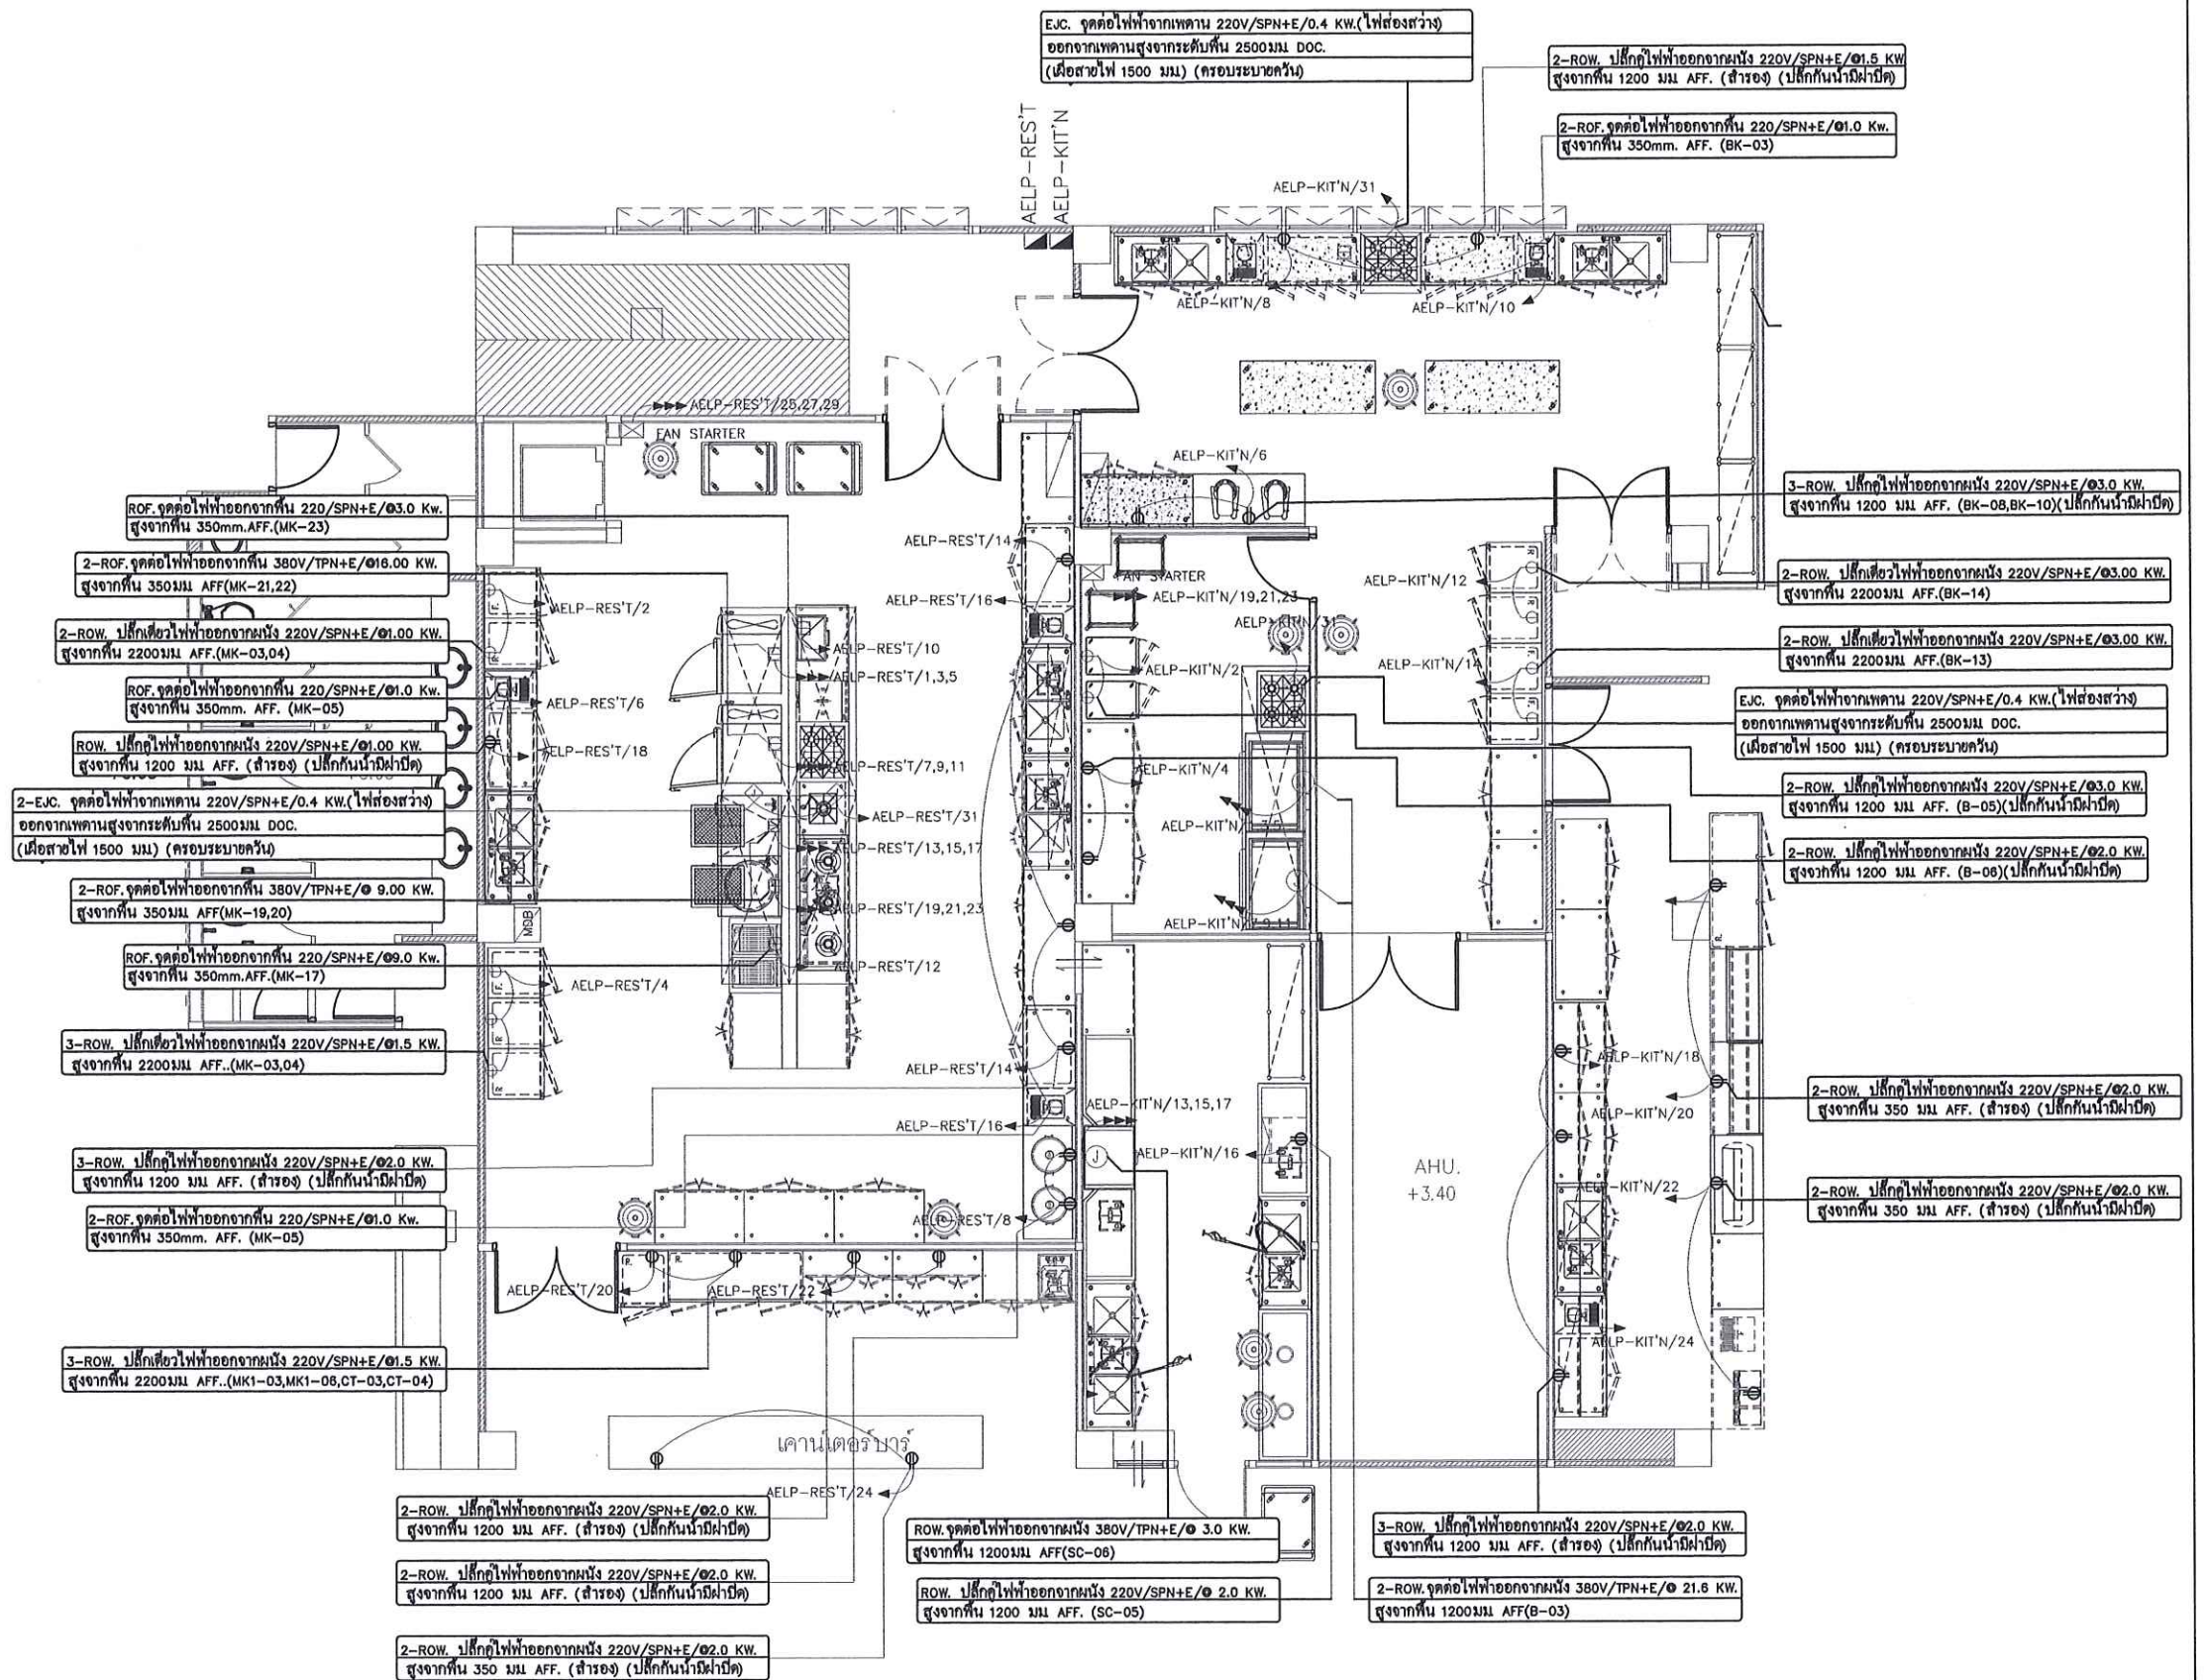 EJC. จุดต่อไฟฟ้าจากเพดาน 220V/SPN+E/0.4 KW.(ไฟส่องสว่าง)
ออกจากเพดานสูงจากระดับพื้น 2500มม DOC.
(เผื่อสายไฟ 1500 มม) (ครอบระบายควัน)
2-ROW. ปลั๊กคู่ไฟฟ้าออกจากผนัง 220V/SPN+E/@1.5 KW
สูงจากพื้น 1200 มม AFF. (สำรอง) (ปลั๊กกันน้ำมีฝาปิด)
2-ROF.จุดต่อไฟฟ้าออกจากพื้น 220/SPN+E/@1.0 Kw.
สูงจากพื้น 350mm. AFF. (BK-03)
AELP-RES'T
AELP-KIT'N
AELP-KIT'N/31
AELP-KIT'N/8
AELP-KIT'N/10
AELP-RES'T/25,27,29
FAN STARTER
AELP-KIT'N/6
ROF.จุดต่อไฟฟ้าออกจากพื้น 220/SPN+E/@3.0 Kw.
สูงจากพื้น 350mm.AFF.(MK-23)
3-ROW. ปลั๊กคู่ไฟฟ้าออกจากผนัง 220V/SPN+E/@3.0 KW.
สูงจากพื้น 1200 มม AFF. (BK-08,BK-10)(ปลั๊กกันน้ำมีฝาปิด)
AELP-RES'T/14
2-ROF.จุดต่อไฟฟ้าออกจากพื้น 380V/TPN+E/@16.00 KW.
สูงจากพื้น 350มม AFF(MK-21,22)
FAN STARTER
AELP-KIT'N/12
2-ROW. ปลั๊กเดี่ยวไฟฟ้าออกจากผนัง 220V/SPN+E/@3.00 KW.
สูงจากพื้น 2200มม AFF.(BK-14)
AELP-RES'T/2
AELP-RES'T/16
AELP-KIT'N/19,21,23
AELP-KIT'N/31
2-ROW. ปลั๊กเดี่ยวไฟฟ้าออกจากผนัง 220V/SPN+E/@1.00 KW.
สูงจากพื้น 2200มม AFF.(MK-03,04)
2-ROW. ปลั๊กเดี่ยวไฟฟ้าออกจากผนัง 220V/SPN+E/@3.00 KW.
สูงจากพื้น 2200มม AFF.(BK-13)
AELP-RES'T/10
AELP-RES'T/1,3,5
AELP-KIT'N/2
AELP-KIT'N/14
ROF.จุดต่อไฟฟ้าออกจากพื้น 220/SPN+E/@1.0 Kw.
สูงจากพื้น 350mm. AFF. (MK-05)
AELP-RES'T/6
EJC. จุดต่อไฟฟ้าจากเพดาน 220V/SPN+E/0.4 KW.(ไฟส่องสว่าง)
ออกจากเพดานสูงจากระดับพื้น 2500มม DOC.
(เผื่อสายไฟ 1500 มม) (ครอบระบายควัน)
ROW. ปลั๊กคู่ไฟฟ้าออกจากผนัง 220V/SPN+E/@1.00 KW.
สูงจากพื้น 1200 มม AFF. (สำรอง) (ปลั๊กกันน้ำมีฝาปิด)
ELP-RES'T/18
AELP-RES'T/7,9,11
AELP-KIT'N/4
2-ROW. ปลั๊กคู่ไฟฟ้าออกจากผนัง 220V/SPN+E/@3.0 KW.
สูงจากพื้น 1200 มม AFF. (B-05)(ปลั๊กกันน้ำมีฝาปิด)
2-EJC. จุดต่อไฟฟ้าจากเพดาน 220V/SPN+E/0.4 KW.(ไฟส่องสว่าง)
ออกจากเพดานสูงจากระดับพื้น 2500มม DOC.
(เผื่อสายไฟ 1500 มม) (ครอบระบายควัน)
AELP-RES'T/31
AELP-KIT'N/
AELP-RES'T/13,15,17
2-ROW. ปลั๊กคู่ไฟฟ้าออกจากผนัง 220V/SPN+E/@2.0 KW.
สูงจากพื้น 1200 มม AFF. (B-06)(ปลั๊กกันน้ำมีฝาปิด)
2-ROF.จุดต่อไฟฟ้าออกจากพื้น 380V/TPN+E/@ 9.00 KW.
สูงจากพื้น 350มม AFF(MK-19,20)
MDB
AELP-RES'T/19,21,23
AELP-KIT'N/
ROF.จุดต่อไฟฟ้าออกจากพื้น 220/SPN+E/@9.0 Kw.
สูงจากพื้น 350mm.AFF.(MK-17)
AELP-RES'T/12
AELP-RES'T/4
3-ROW. ปลั๊กเดี่ยวไฟฟ้าออกจากผนัง 220V/SPN+E/@1.5 KW.
สูงจากพื้น 2200มม AFF..(MK-03,04)
AELP-RES'T/14
AELP-KIT'N/18
AELP-KIT'N/13,15,17
AELP-KIT'N/20
2-ROW. ปลั๊กคู่ไฟฟ้าออกจากผนัง 220V/SPN+E/@2.0 KW.
สูงจากพื้น 350 มม AFF. (สำรอง) (ปลั๊กกันน้ำมีฝาปิด)
AELP-RES'T/16
AELP-KIT'N/16
J
AHU.
+3.40
3-ROW. ปลั๊กคู่ไฟฟ้าออกจากผนัง 220V/SPN+E/@2.0 KW.
สูงจากพื้น 1200 มม AFF. (สำรอง) (ปลั๊กกันน้ำมีฝาปิด)
AELP-KIT'N/22
2-ROW. ปลั๊กคู่ไฟฟ้าออกจากผนัง 220V/SPN+E/@2.0 KW.
สูงจากพื้น 350 มม AFF. (สำรอง) (ปลั๊กกันน้ำมีฝาปิด)
2-ROF.จุดต่อไฟฟ้าออกจากพื้น 220/SPN+E/@1.0 Kw.
สูงจากพื้น 350mm. AFF. (MK-05)
AELP-RES'T/8
AELP-RES'T/20
AELP-RES'T/22
AELP-KIT'N/24
3-ROW. ปลั๊กเดี่ยวไฟฟ้าออกจากผนัง 220V/SPN+E/@1.5 KW.
สูงจากพื้น 2200มม AFF..(MK1-03,MK1-06,CT-03,CT-04)
เคาน์เตอร์บาร์
AELP-RES'T/24
2-ROW. ปลั๊กคู่ไฟฟ้าออกจากผนัง 220V/SPN+E/@2.0 KW.
สูงจากพื้น 1200 มม AFF. (สำรอง) (ปลั๊กกันน้ำมีฝาปิด)
ROW.จุดต่อไฟฟ้าออกจากผนัง 380V/TPN+E/@ 3.0 KW.
สูงจากพื้น 1200มม AFF(SC-06)
3-ROW. ปลั๊กคู่ไฟฟ้าออกจากผนัง 220V/SPN+E/@2.0 KW.
สูงจากพื้น 1200 มม AFF. (สำรอง) (ปลั๊กกันน้ำมีฝาปิด)
2-ROW. ปลั๊กคู่ไฟฟ้าออกจากผนัง 220V/SPN+E/@2.0 KW.
สูงจากพื้น 1200 มม AFF. (สำรอง) (ปลั๊กกันน้ำมีฝาปิด)
ROW. ปลั๊กคู่ไฟฟ้าออกจากผนัง 220V/SPN+E/@ 2.0 KW.
สูงจากพื้น 1200 มม AFF. (SC-05)
2-ROW.จุดต่อไฟฟ้าออกจากผนัง 380V/TPN+E/@ 21.6 KW.
สูงจากพื้น 1200มม AFF(B-03)
2-ROW. ปลั๊กคู่ไฟฟ้าออกจากผนัง 220V/SPN+E/@2.0 KW.
สูงจากพื้น 350 มม AFF. (สำรอง) (ปลั๊กกันน้ำมีฝาปิด)